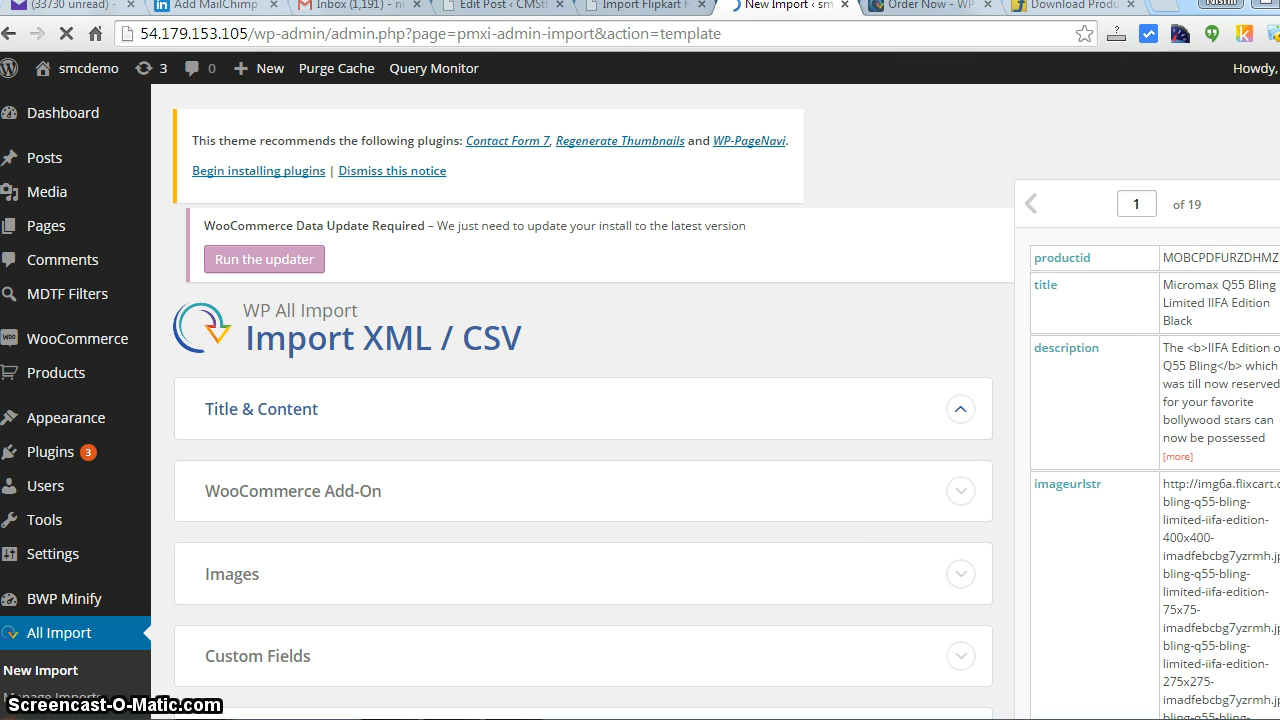 (33730 unread) -
Add MailChimp
Inbox (1,191) - n
Edit Post ‹ CMSt
Import Flipkart F
New Import ‹ sm
Order Now - WP
Download Produ
54.179.153.105/wp-admin/admin.php?page=pmxi-admin-import&action=template
smcdemo
3
0
New
Purge Cache
Query Monitor
Howdy,
Dashboard
Posts
Media
Pages
Comments
MDTF Filters
WooCommerce
Products
Appearance
Plugins 3
Users
Tools
Settings
BWP Minify
All Import
New Import
Manage Imports
This theme recommends the following plugins: Contact Form 7, Regenerate Thumbnails and WP-PageNavi.
Begin installing plugins | Dismiss this notice
WooCommerce Data Update Required – We just need to update your install to the latest version
Run the updater
WP All Import
Import XML / CSV
Title & Content
WooCommerce Add-On
Images
Custom Fields
1 of 19
productid
MOBCPDFURZDHMZ
title
Micromax Q55 Bling
Limited IIFA Edition
Black
description
The <b>IIFA Edition o
Q55 Bling</b> which
was till now reserved
for your favorite
bollywood stars can
now be possessed
[more]
imageurlstr
http://img6a.flixcart.c
bling-q55-bling-
limited-iifa-edition-
400x400-
imadfebcbg7yzrmh.jp
bling-q55-bling-
limited-iifa-edition-
75x75-
imadfebcbg7yzrmh.jp
bling-q55-bling-
limited-iifa-edition-
275x275-
imadfebcbg7yzrmh.jp
bling-q55-bling-
Screencast-O-Matic.com